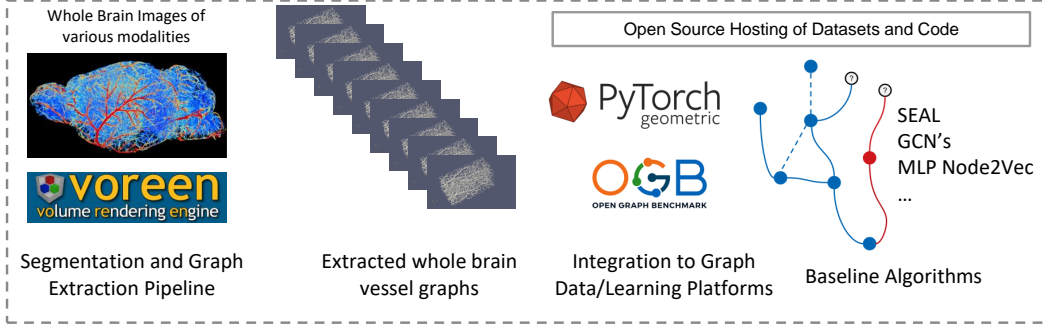 Whole Brain Images of
various modalities
voreen
volume rendering engine
Segmentation and Graph
Extraction Pipeline
Extracted whole brain
vessel graphs
Open Source Hosting of Datasets and Code
PyTorch
geometric
OGB
OPEN GRAPH BENCHMARK
Integration to Graph
Data/Learning Platforms
?
?
SEAL
GCN's
MLP Node2Vec
...
Baseline Algorithms